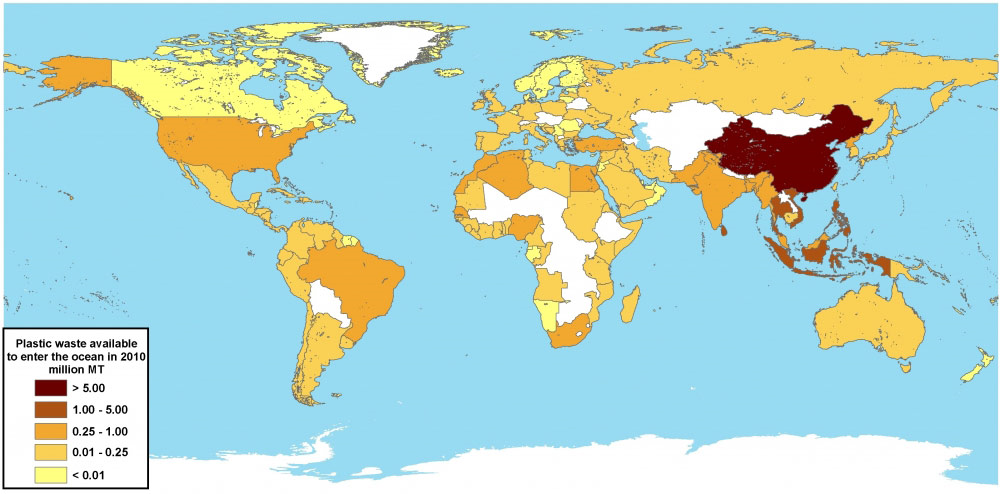 Plastic waste available
to enter the ocean in 2010
million MT
> 5.00
1.00 - 5.00
0.25 - 1.00
0.01 - 0.25
< 0.01